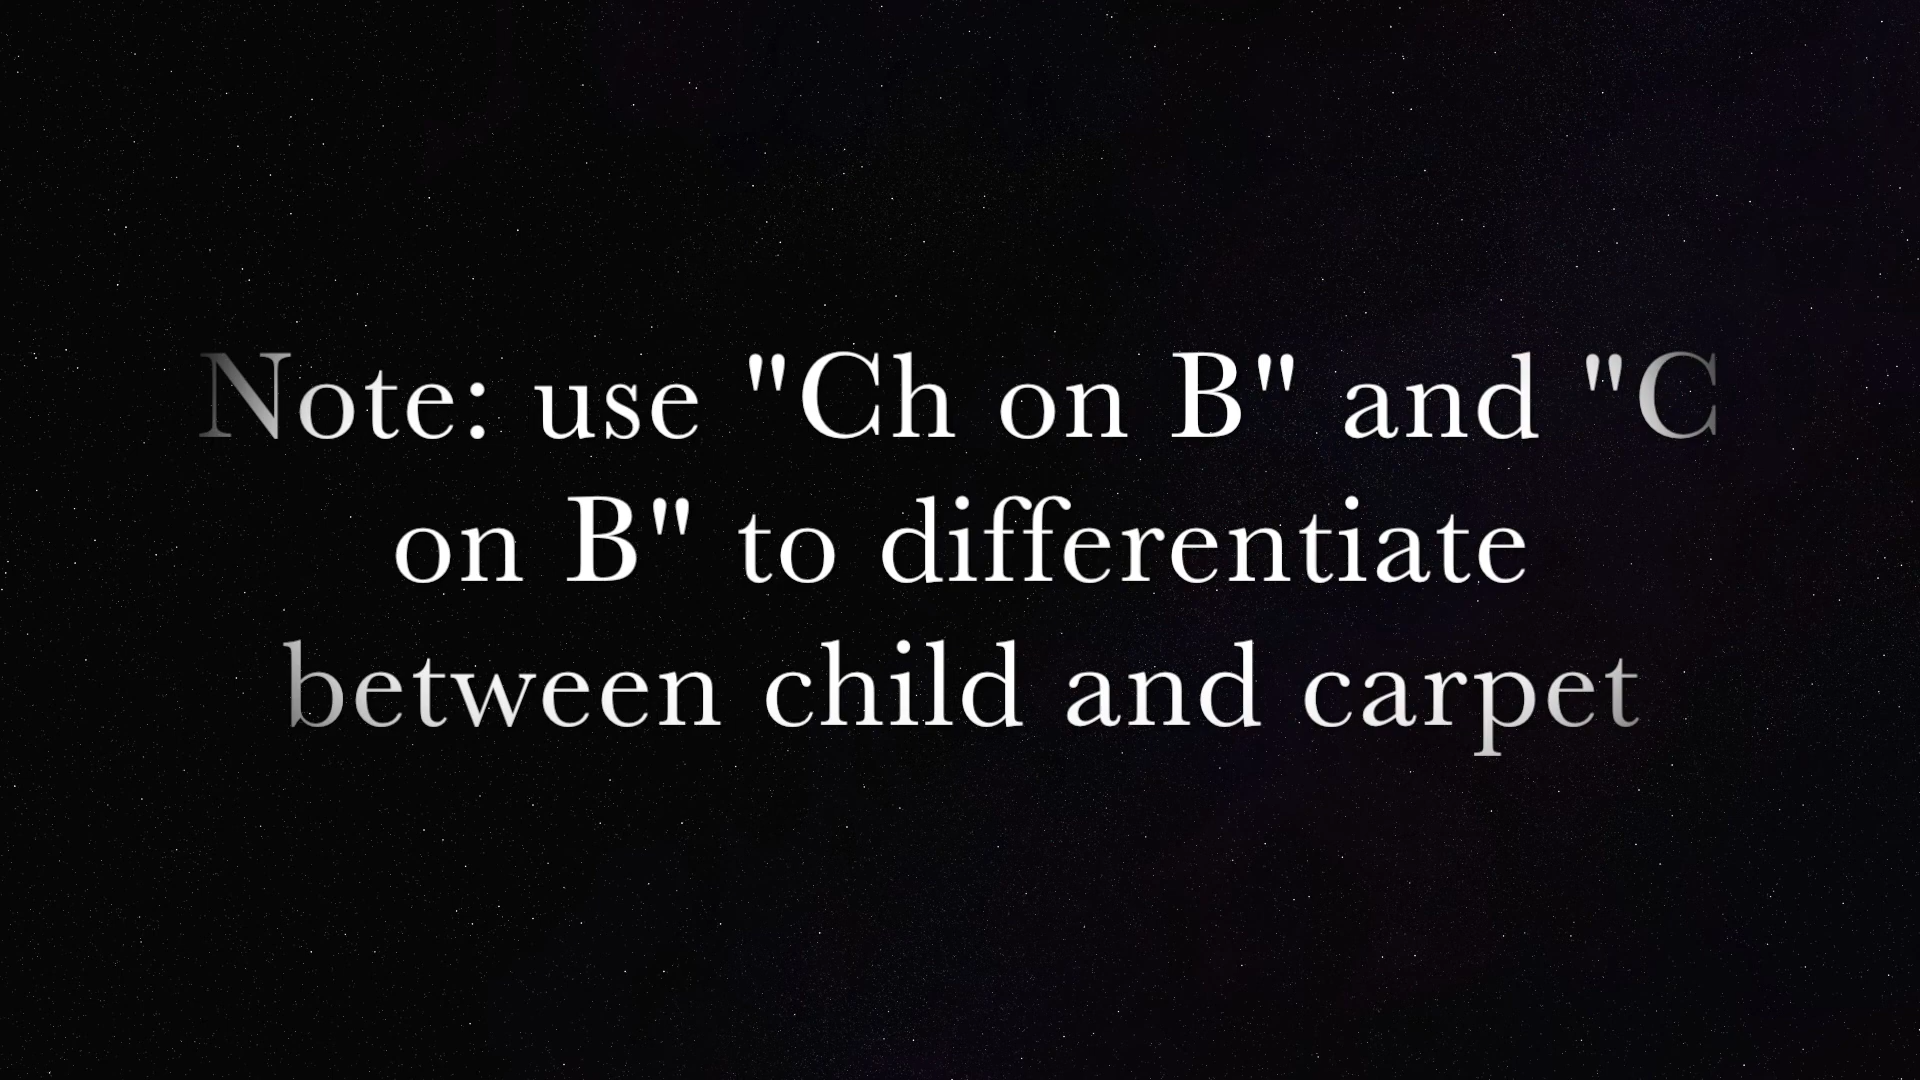 Note: use "Ch on B" and "C
on B" to differentiate
between child and carpet